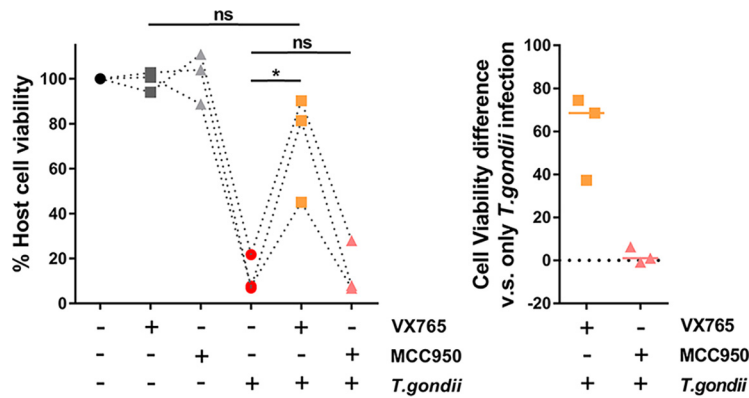 ns
ns
*
% Host cell viability
100
80
60
40
20
0
- + - - + - VX765
- - + - - + MCC950
- - - + + + T.gondii
Cell Viability difference
v.s. only T.gondii infection
100
80
60
40
20
0
-20
+ - VX765
- + MCC950
+ + T.gondii